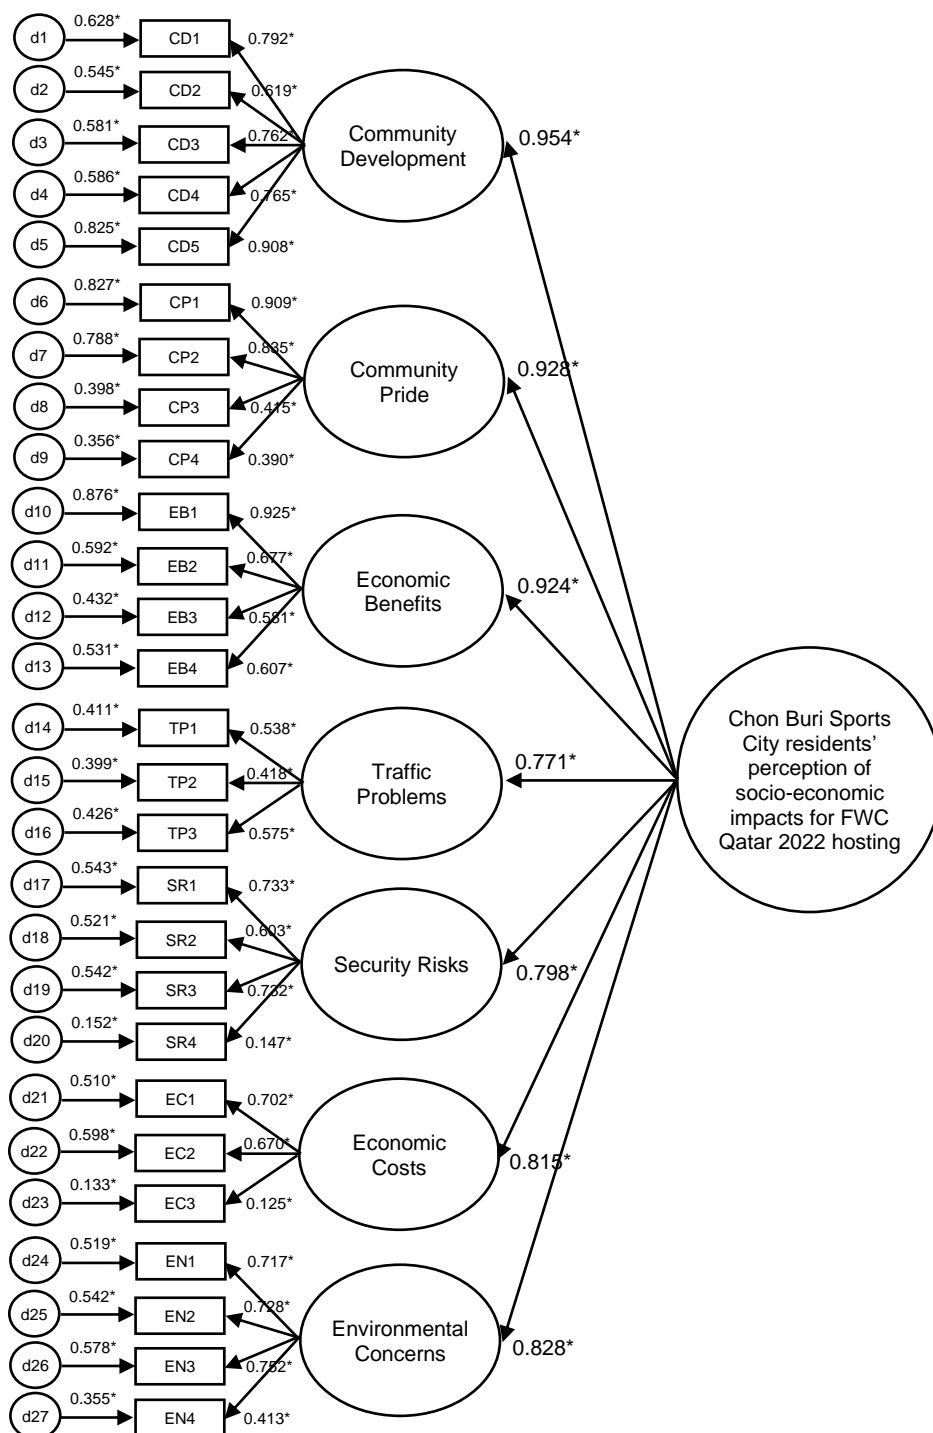 d1
0.628*
CD1
0.792*
d2
0.545*
CD2
0.619*
d3
0.581*
CD3
0.762*
d4
0.586*
CD4
0.765*
d5
0.825*
CD5
0.908*
Community
Development
0.954*
d6
0.827*
CP1
0.909*
d7
0.788*
CP2
0.835*
d8
0.398*
CP3
0.415*
d9
0.356*
CP4
0.390*
Community
Pride
0.928*
d10
0.876*
EB1
0.925*
d11
0.592*
EB2
0.677*
d12
0.432*
EB3
0.581*
d13
0.531*
EB4
0.607*
Economic
Benefits
0.924*
d14
0.411*
TP1
0.538*
d15
0.399*
TP2
0.418*
d16
0.426*
TP3
0.575*
Traffic
Problems
0.771*
Chon Buri Sports
City residents’
perception of
socio-economic
impacts for FWC
Qatar 2022 hosting
d17
0.543*
SR1
0.733*
d18
0.521*
SR2
0.603*
d19
0.542*
SR3
0.732*
d20
0.152*
SR4
0.147*
Security Risks
0.798*
d21
0.510*
EC1
0.702*
d22
0.598*
EC2
0.670*
d23
0.133*
EC3
0.125*
Economic
Costs
0.815*
d24
0.519*
EN1
0.717*
d25
0.542*
EN2
0.728*
d26
0.578*
EN3
0.752*
d27
0.355*
EN4
0.413*
Environmental
Concerns
0.828*